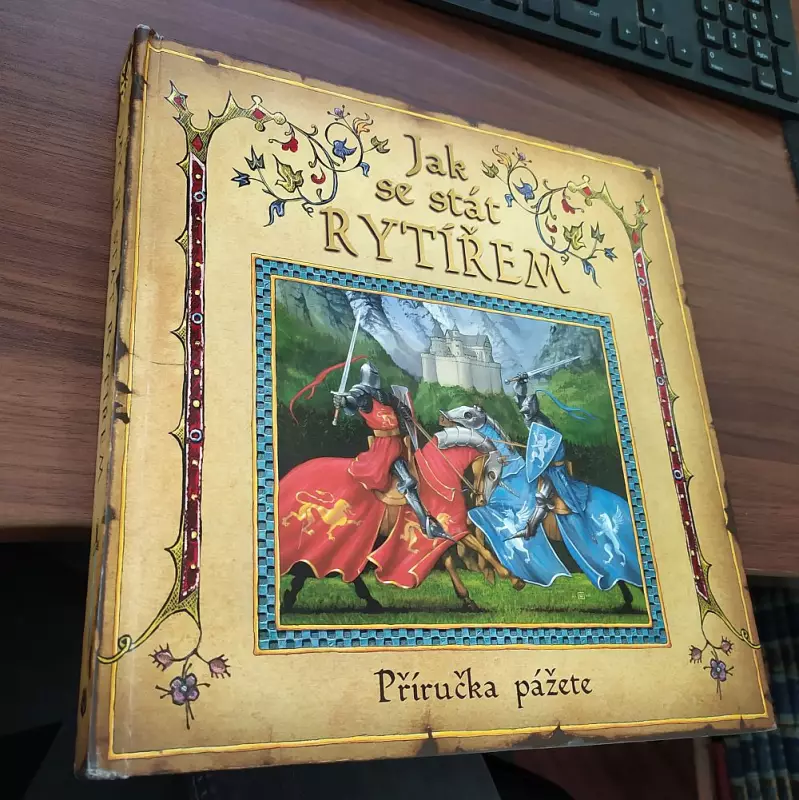 Jak
se stát
RYTÍŘEM
Příručka pážete